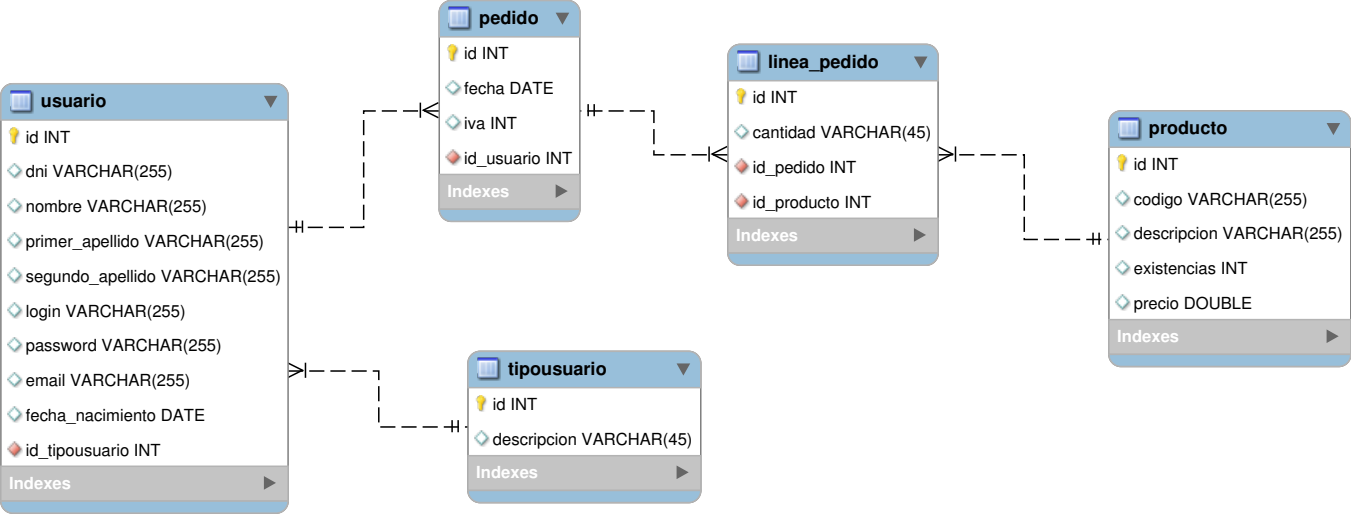 usuario
id INT
dni VARCHAR(255)
nombre VARCHAR(255)
primer_apellido VARCHAR(255)
segundo_apellido VARCHAR(255)
login VARCHAR(255)
password VARCHAR(255)
email VARCHAR(255)
fecha_nacimiento DATE
id_tipousuario INT
Indexes
pedido
id INT
fecha DATE
iva INT
id_usuario INT
Indexes
tipousuario
id INT
descripcion VARCHAR(45)
Indexes
linea_pedido
id INT
cantidad VARCHAR(45)
id_pedido INT
id_producto INT
Indexes
producto
id INT
codigo VARCHAR(255)
descripcion VARCHAR(255)
existencias INT
precio DOUBLE
Indexes